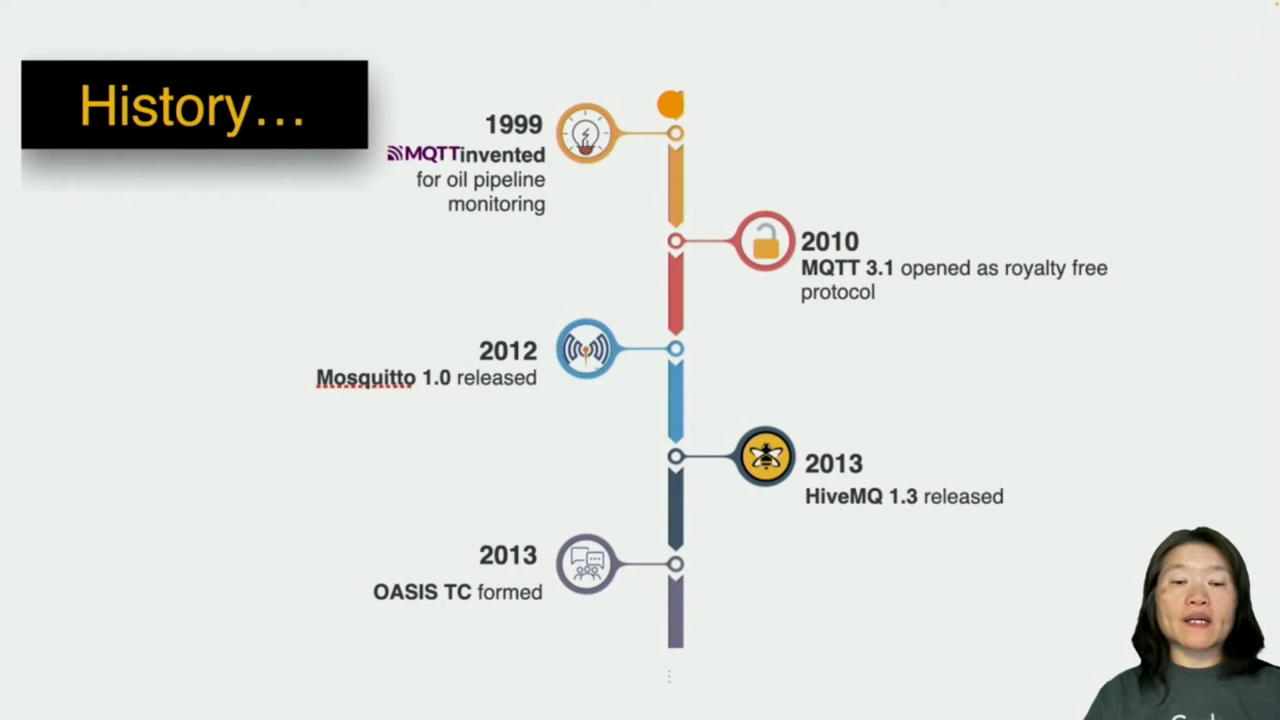 History…
1999
MQTT invented
for oil pipeline
monitoring
2010
MQTT 3.1 opened as royalty free
protocol
2012
Mosquitto 1.0 released
2013
HiveMQ 1.3 released
2013
OASIS TC formed